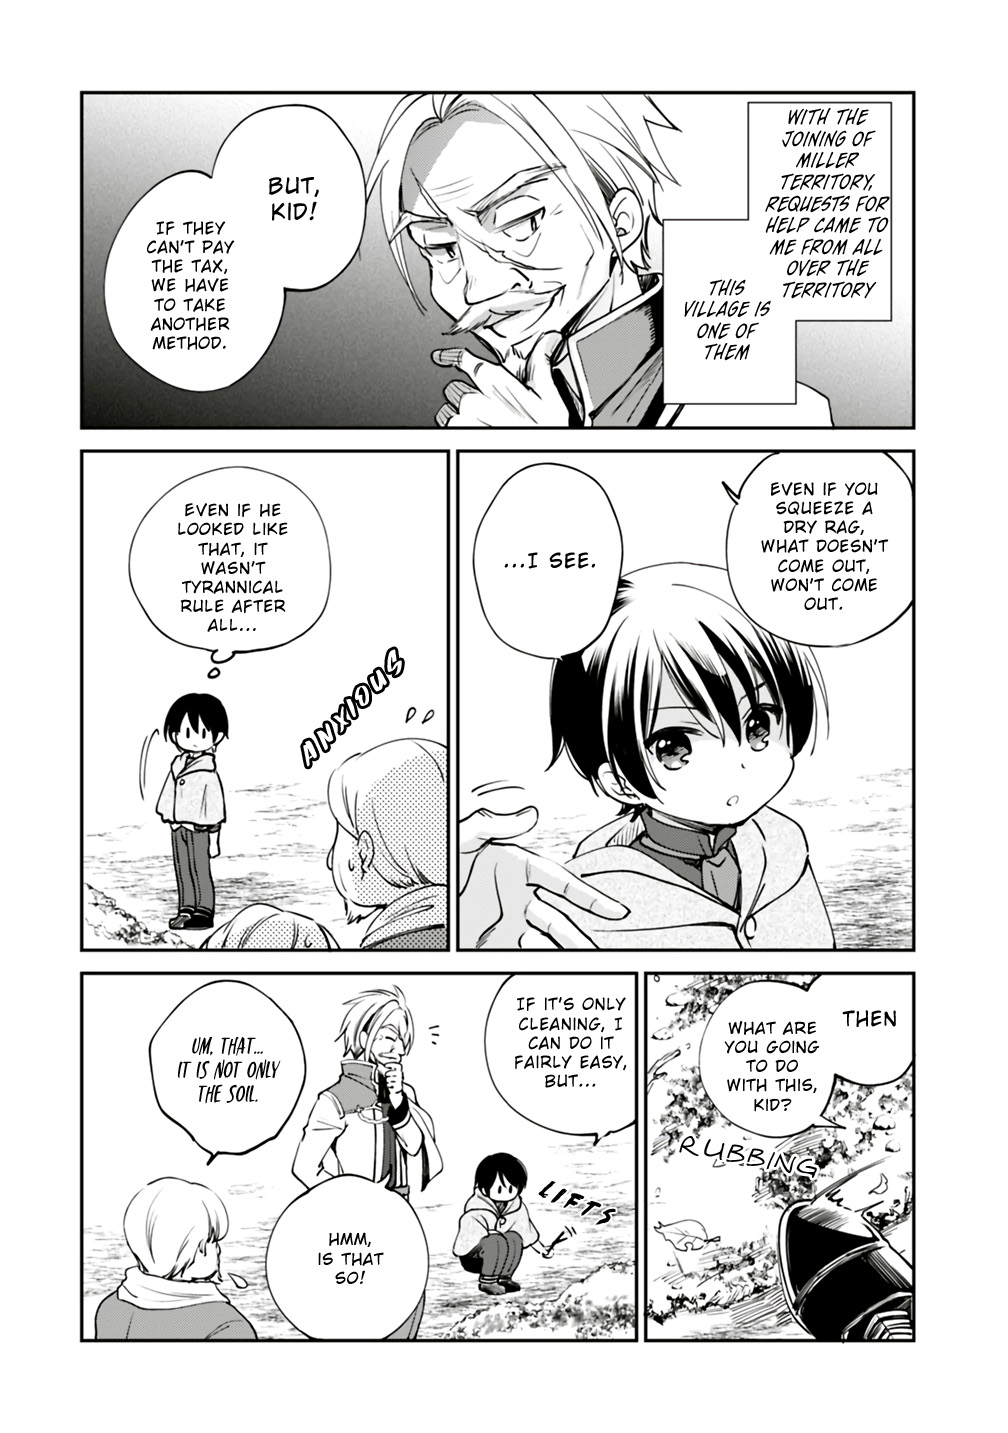 WITH THE
JOINING OF
MILLER
TERRITORY,
REQUESTS FOR
HELP CAME TO
ME FROM ALL
OVER THE
TERRITORY
THIS
VILLAGE IS
ONE OF
THEM
BUT,
KID!
IF THEY
CAN'T PAY
THE TAX,
WE HAVE
TO TAKE
ANOTHER
METHOD.
EVEN IF YOU
SQUEEZE A
DRY RAG,
WHAT DOESN'T
COME OUT,
WON'T COME
OUT.
...I SEE.
EVEN IF HE
LOOKED LIKE
THAT, IT
WASN'T
TYRANNICAL
RULE AFTER
ALL...
ANXIOUS
THEN
WHAT ARE
YOU GOING
TO DO
WITH THIS,
KID?
RUBBING
IF IT'S ONLY
CLEANING, I
CAN DO IT
FAIRLY EASY,
BUT...
LIFTS
UM, THAT...
IT IS NOT ONLY
THE SOIL.
HMM,
IS THAT
SO!